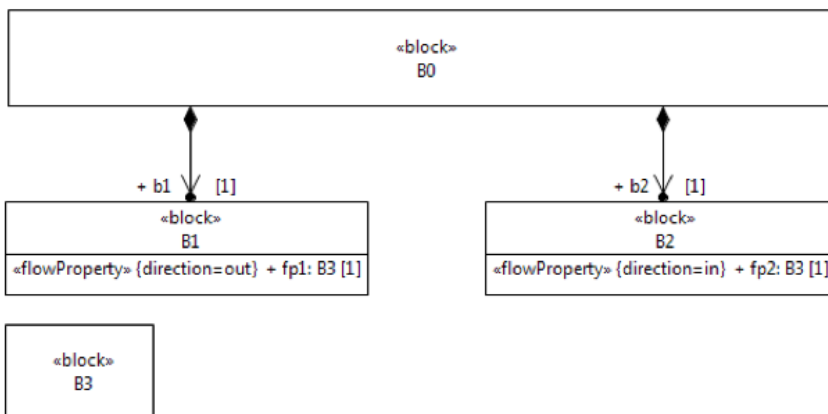 «block»
B0
+ b1 [1]
+ b2 [1]
«block»
B1
«flowProperty» {direction=out} + fp1: B3 [1]
«block»
B2
«flowProperty» {direction=in} + fp2: B3 [1]
«block»
B3